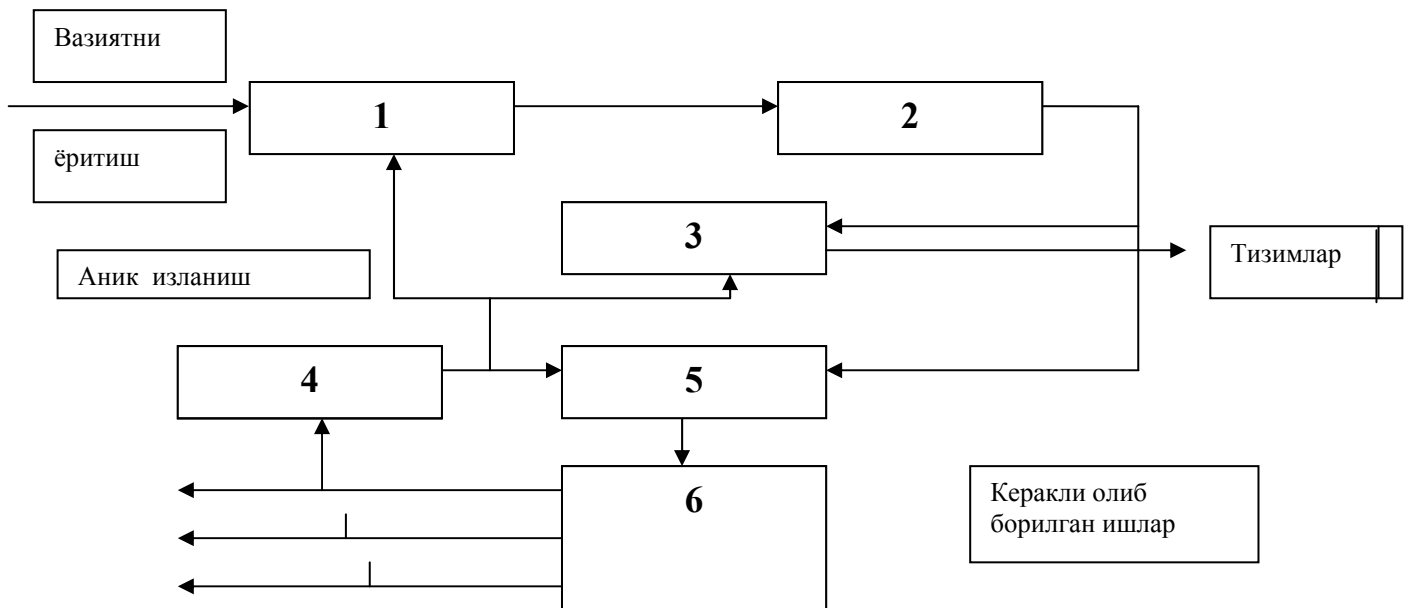 Вазиятни
1
2
ёритиш
3
Тизимлар
Аник изланиш
4
5
6
Керакли олиб
борилган ишлар